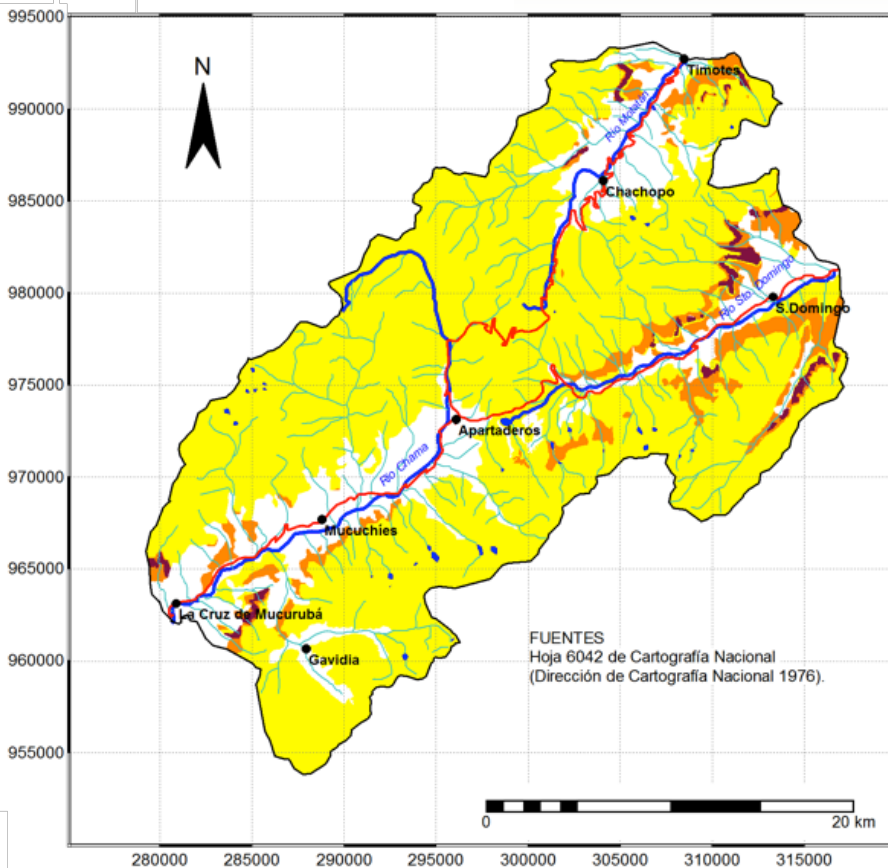 995000
N
Timotes
990000
Río Motatán
Chachopo
985000
980000
Río Sto. Domingo
S.Domingo
975000
Apartaderos
970000
Río Chama
Mucuchíes
965000
La Cruz de Mucurubá
Gavidia
960000
FUENTES
Hoja 6042 de Cartografía Nacional
(Dirección de Cartografía Nacional 1976).
955000
0 20 km
280000 285000 290000 295000 300000 305000 310000 315000